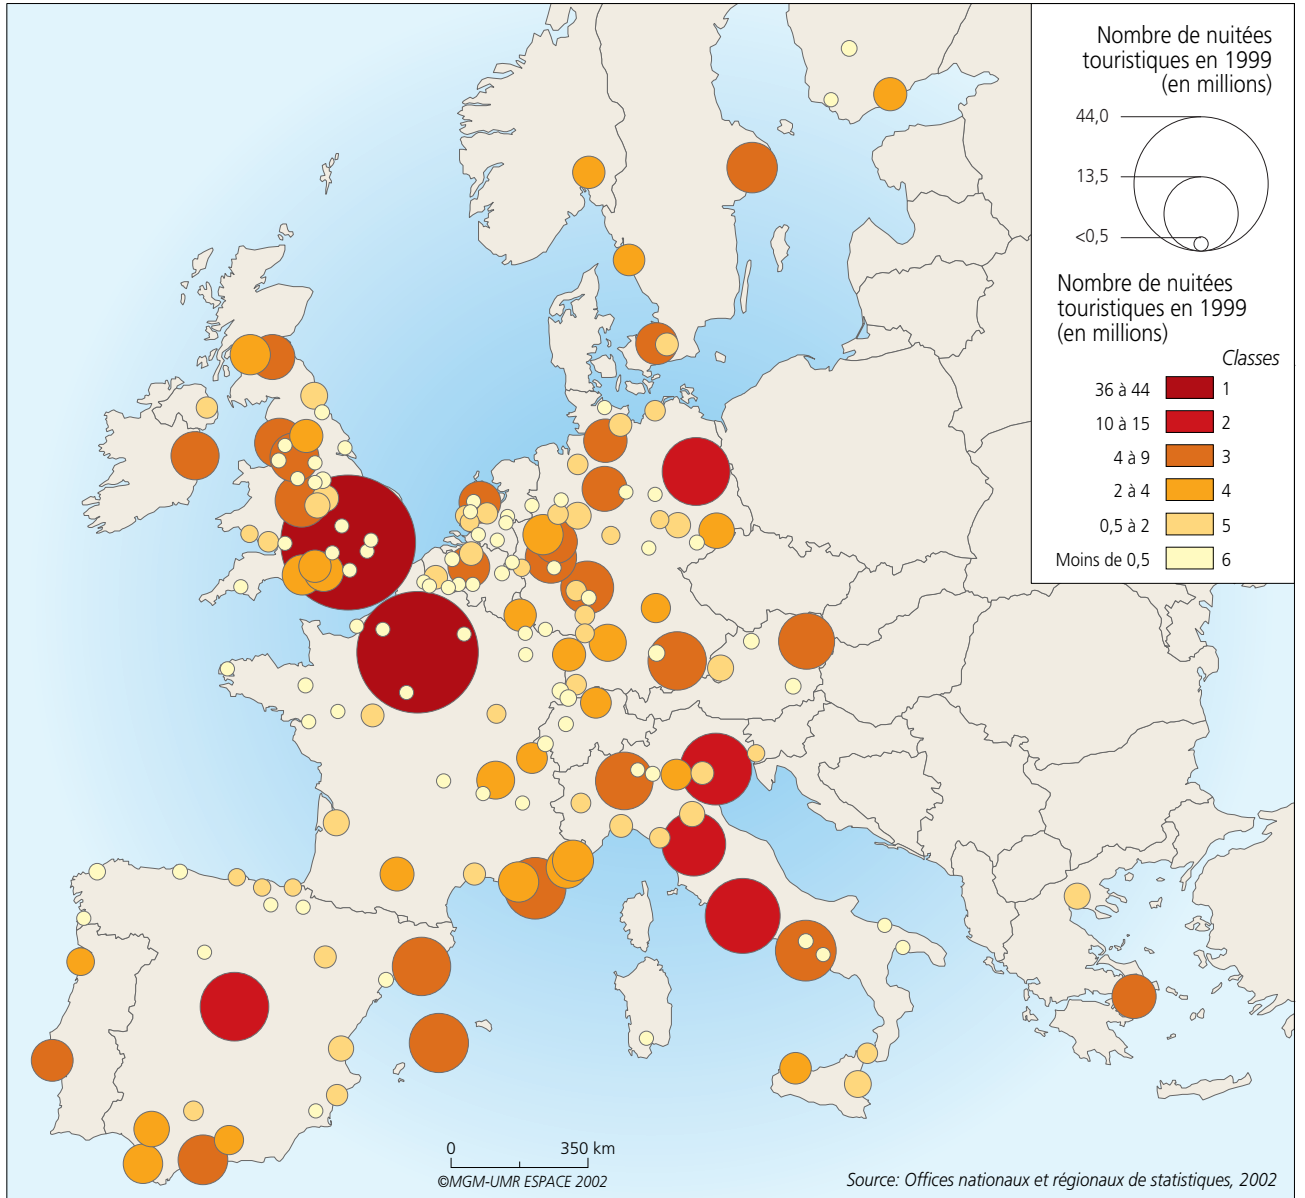 Nombre de nuitées
touristiques en 1999
(en millions)
44,0
13,5
<0,5
Nombre de nuitées
touristiques en 1999
(en millions)
Classes
36 à 44 1
10 à 15 2
4 à 9 3
2 à 4 4
0,5 à 2 5
Moins de 0,5 6
0 350 km
©MGM-UMR ESPACE 2002
Source: Offices nationaux et régionaux de statistiques, 2002